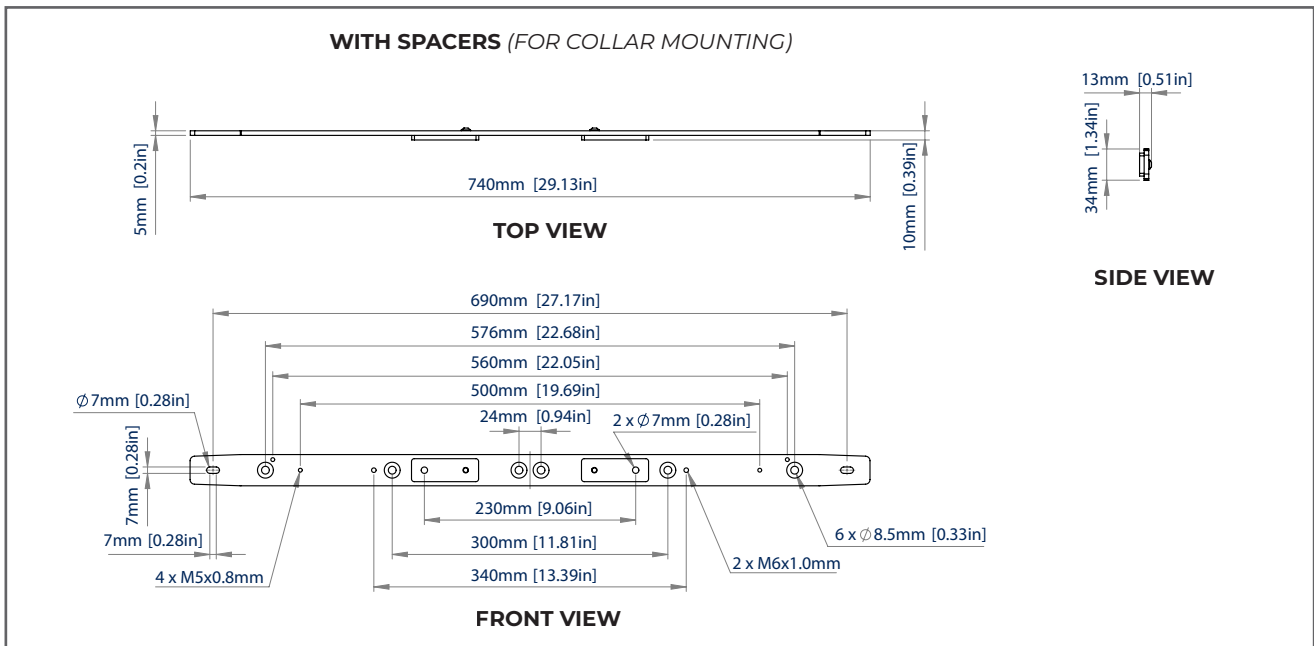 WITH SPACERS (FOR COLLAR MOUNTING)
13mm [0.51in]
34mm [1.34in]
5mm [0.2in]
740mm [29.13in]
10mm [0.39in]
TOP VIEW
SIDE VIEW
690mm [27.17in]
576mm [22.68in]
560mm [22.05in]
500mm [19.69in]
∅7mm [0.28in]
24mm [0.94in]
2 x ∅7mm [0.28in]
7mm [0.28in]
230mm [9.06in]
7mm [0.28in]
300mm [11.81in]
6 x ∅8.5mm [0.33in]
4 x M5x0.8mm
340mm [13.39in]
2 x M6x1.0mm
FRONT VIEW